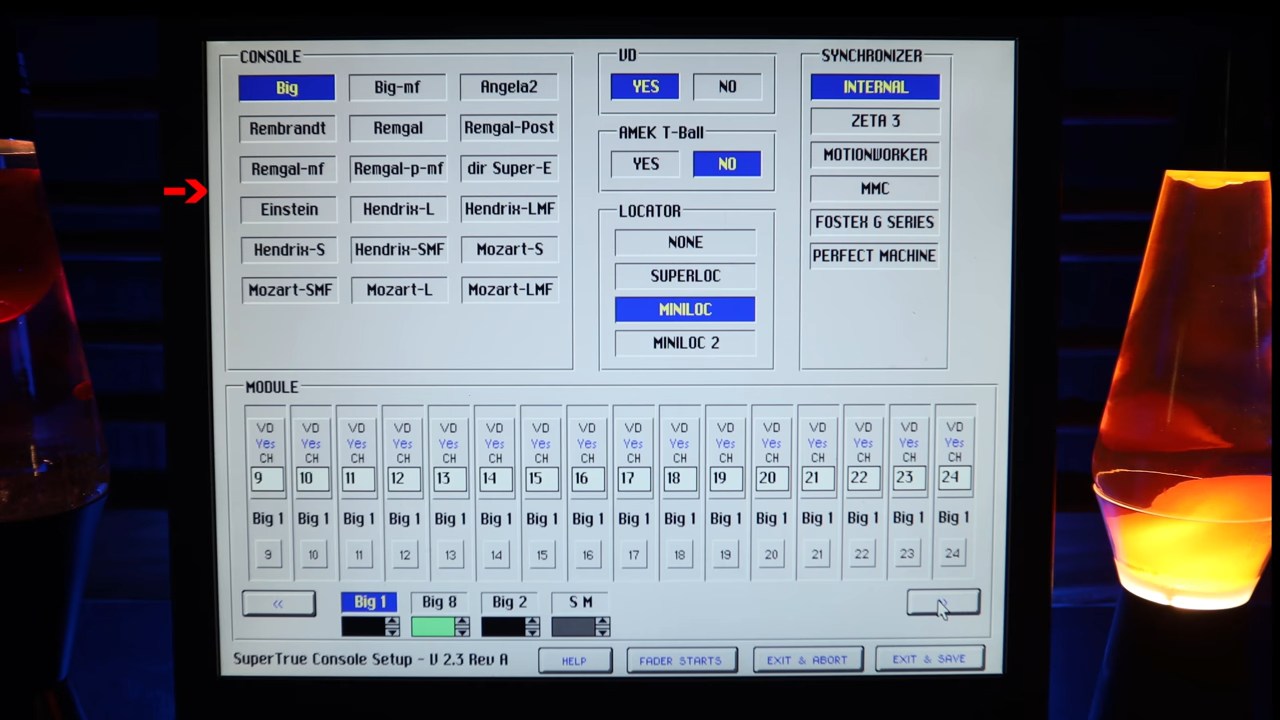 CONSOLE
Big Big-mf Angela2
Rembrandt Remgal Remgal-Post
Remgal-mf Remgal-p-mf dir Super-E
Einstein Hendrix-L Hendrix-LMF
Hendrix-S Hendrix-SMF Mozart-S
Mozart-SMF Mozart-L Mozart-LMF
VD
YES NO
AMEK T-Ball
YES NO
LOCATOR
NONE
SUPERLOC
MINILOC
MINILOC 2
SYNCHRONIZER
INTERNAL
ZETA 3
MOTIONWORKER
MMC
FOSTEX G SERIES
PERFECT MACHINE
MODULE
VD VD VD VD VD VD VD VD VD VD VD VD VD VD VD VD
Yes Yes Yes Yes Yes Yes Yes Yes Yes Yes Yes Yes Yes Yes Yes Yes
CH CH CH CH CH CH CH CH CH CH CH CH CH CH CH CH
9 10 11 12 13 14 15 16 17 18 19 20 21 22 23 24
Big 1 Big 1 Big 1 Big 1 Big 1 Big 1 Big 1 Big 1 Big 1 Big 1 Big 1 Big 1 Big 1 Big 1 Big 1 Big 1
9 10 11 12 13 14 15 16 17 18 19 20 21 22 23 24
<< Big 1 Big 8 Big 2 S M >>
SuperTrue Console Setup - V 2.3 Rev A HELP FADER STARTS EXIT & ABORT EXIT & SAVE